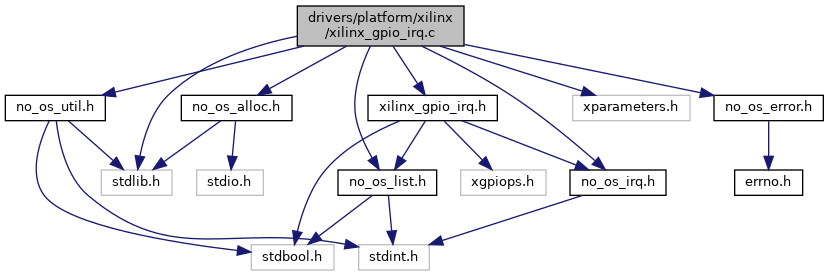 drivers/platform/xilinx
/xilinx_gpio_irq.c
no_os_util.h
no_os_alloc.h
xilinx_gpio_irq.h
xparameters.h
no_os_error.h
stdlib.h
stdio.h
no_os_list.h
xgpiops.h
no_os_irq.h
errno.h
stdbool.h
stdint.h